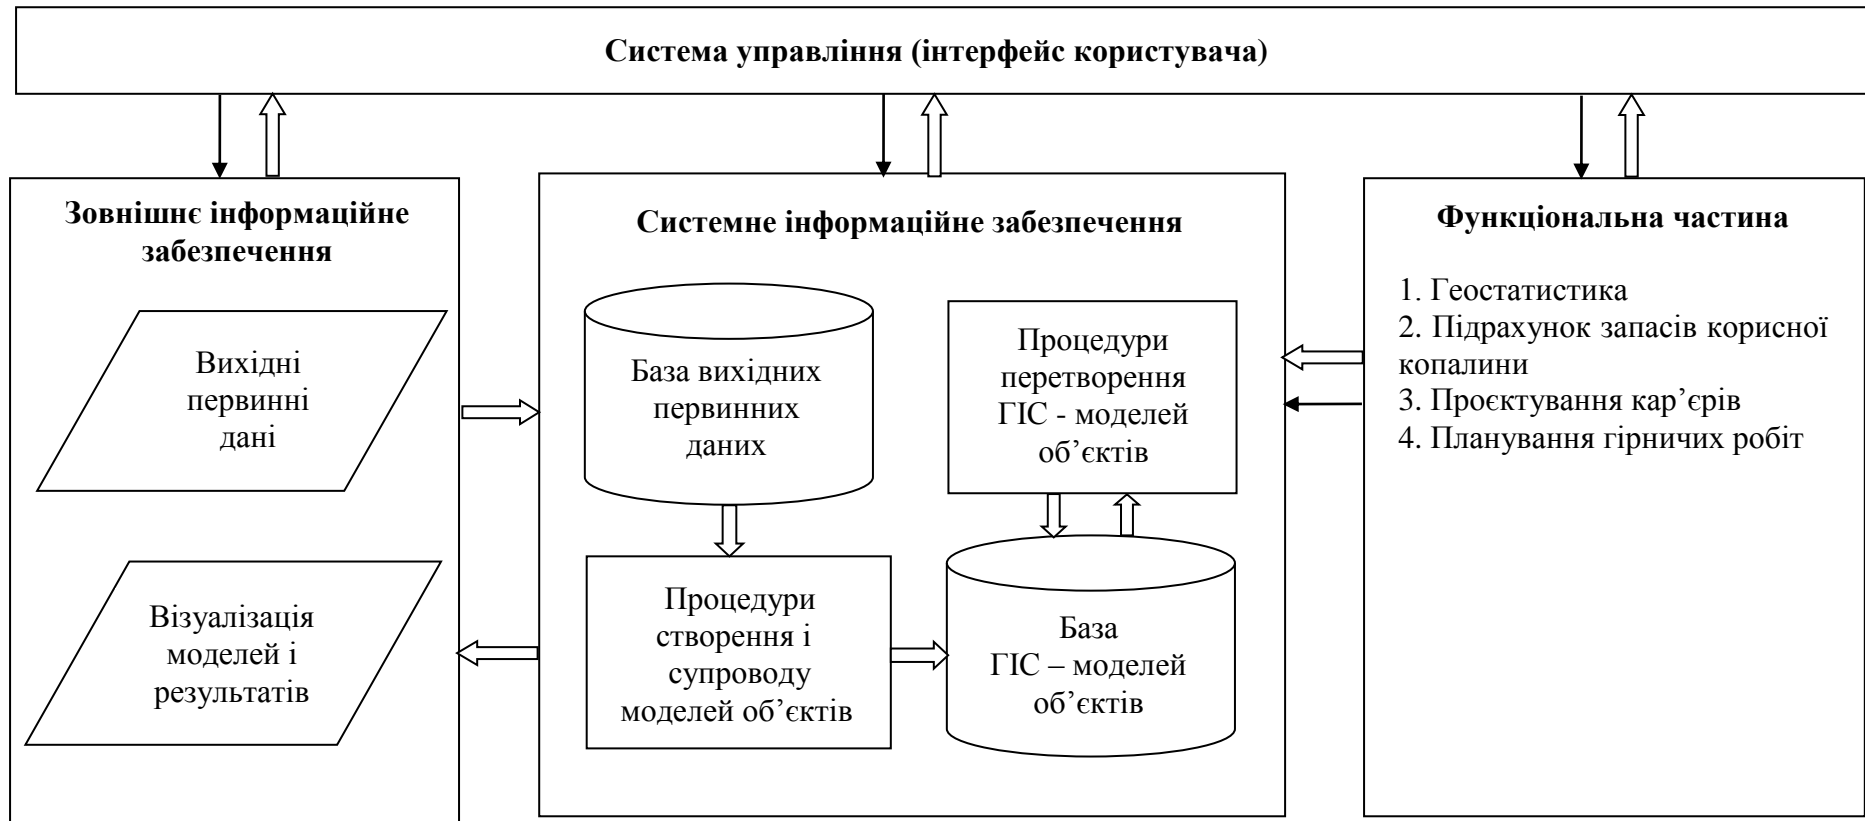 Система управління (інтерфейс користувача)
Зовнішнє інформаційне
забезпечення
Вихідні
первинні
дані
Візуалізація
моделей і
результатів
Системне інформаційне забезпечення
База вихідних
первинних
даних
Процедури
створення і
супроводу
моделей об’єктів
Процедури
перетворення
ГІС - моделей
об’єктів
База
ГІС – моделей
об’єктів
Функціональна частина
1. Геостатистика
2. Підрахунок запасів корисної
копалини
3. Проєктування кар’єрів
4. Планування гірничих робіт